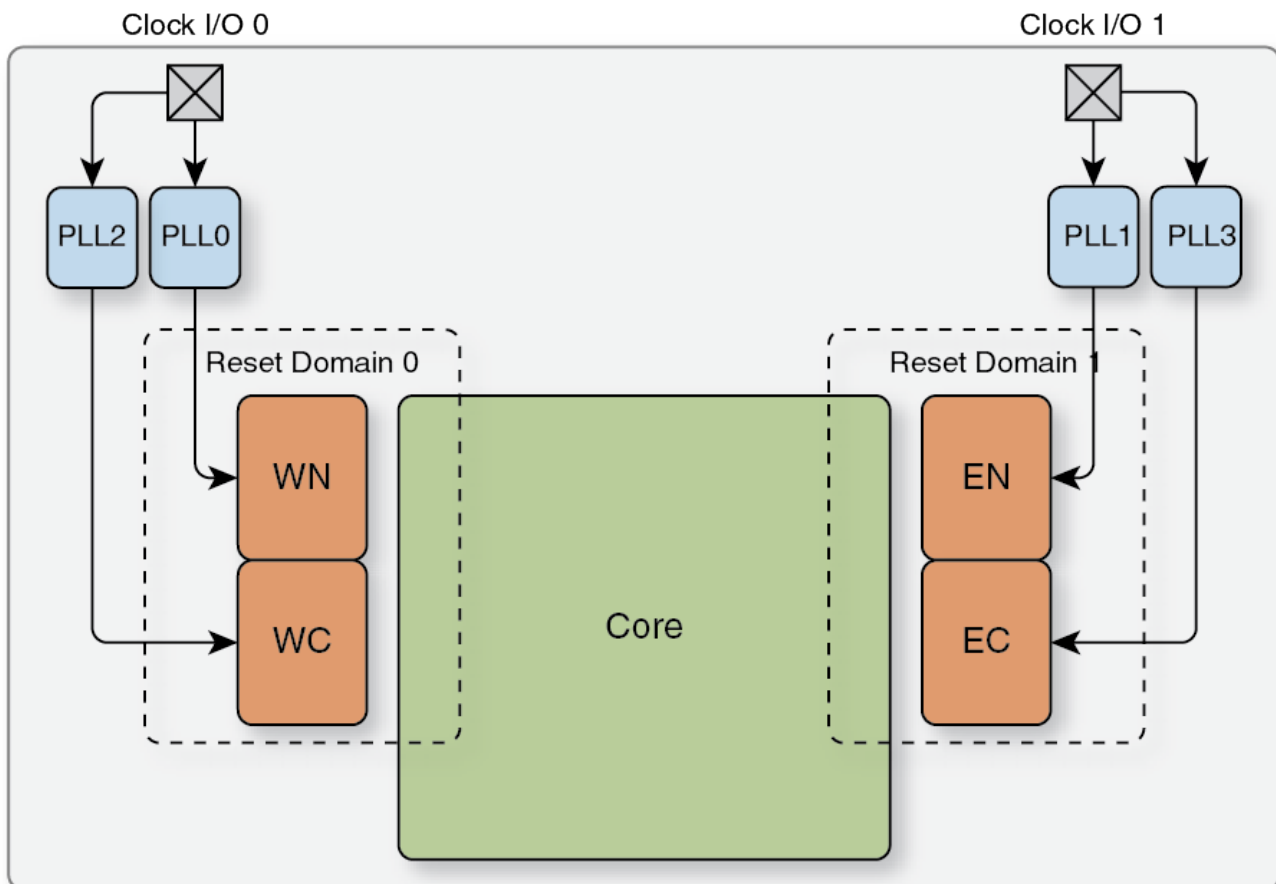 Clock I/O 0
Clock I/O 1
PLL2
PLL0
PLL1
PLL3
Reset Domain 0
Reset Domain 1
WN
EN
WC
Core
EC